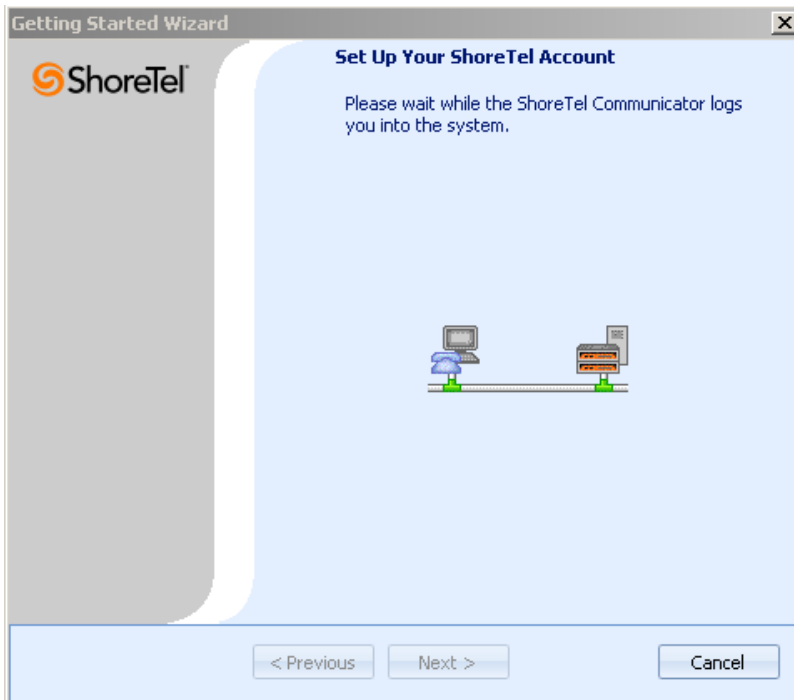 Getting Started Wizard
ShoreTel
Set Up Your ShoreTel Account
Please wait while the ShoreTel Communicator logs
you into the system.
< Previous
Next >
Cancel